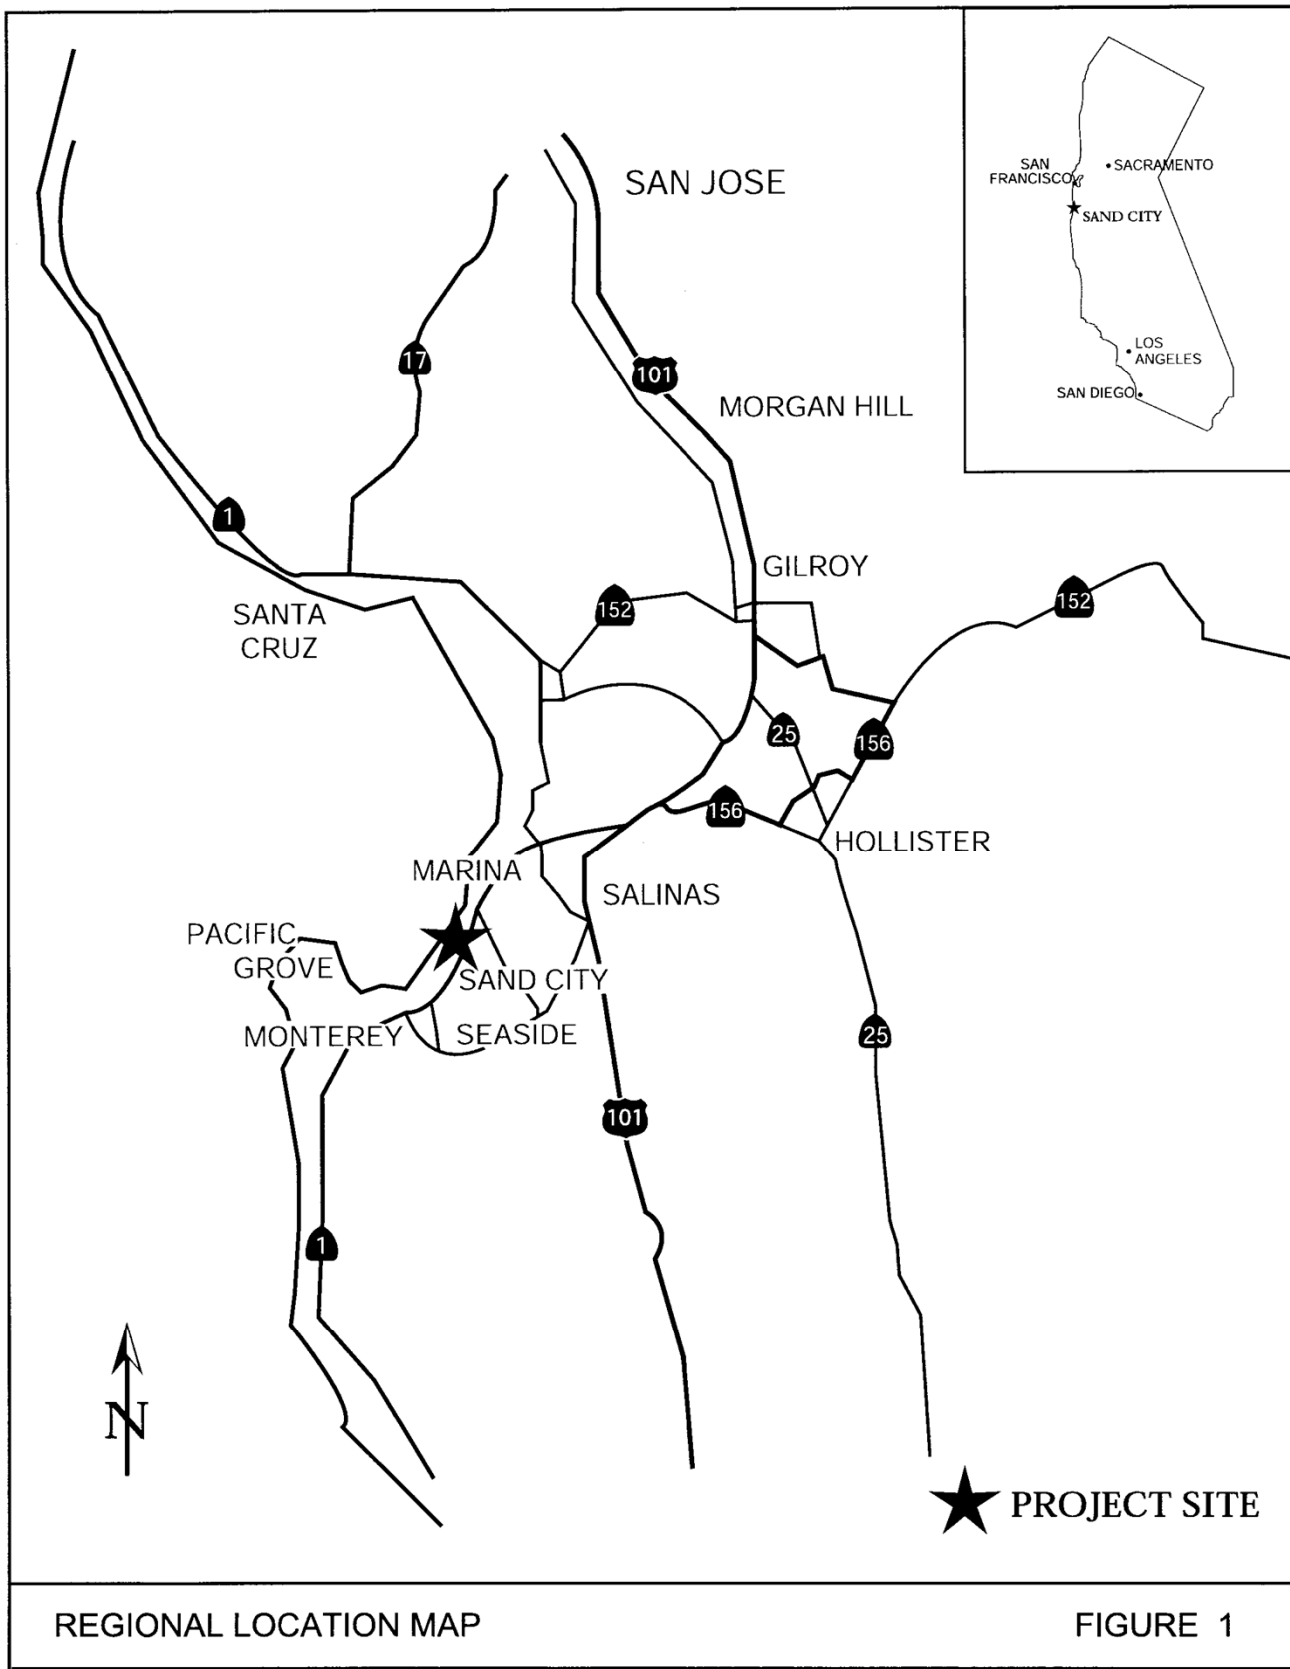 SAN
FRANCISCO
SACRAMENTO
SAND CITY
LOS
ANGELES
SAN DIEGO
SAN JOSE
17
101
MORGAN HILL
1
GILROY
152
152
SANTA
CRUZ
25
156
156
HOLLISTER
MARINA
SALINAS
PACIFIC
GROVE
SAND CITY
MONTEREY
SEASIDE
25
101
1
N
PROJECT SITE
REGIONAL LOCATION MAP
FIGURE 1